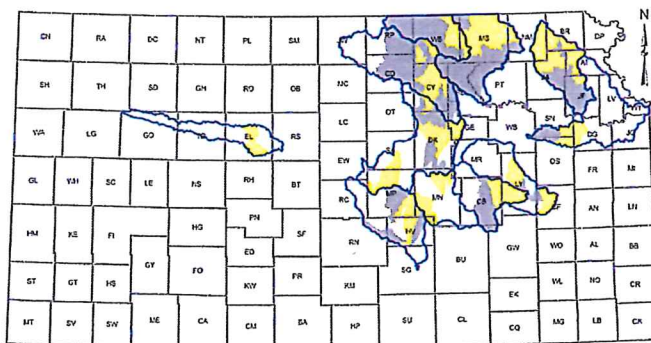 N
CN RA DC NT PL SM RP WS MS BR DP
CD AT
SH TH SD GH RO OB MC CY PT JF LV
OT
WA LG GO EL RS LC DK GE WB SN DG JO
EW MR OS
GL WH SC LE NS RH BT LY FR MI
RC MP MN CS
PN
HM KE FI HG SF AN LN
HV
ED RN GW WO AL BB
GY FO SG BU
ST GT HS PR WL NO CR
KW KM
EK
MT SV SW ME CA CM BA HP SU CL CQ MG LB CK